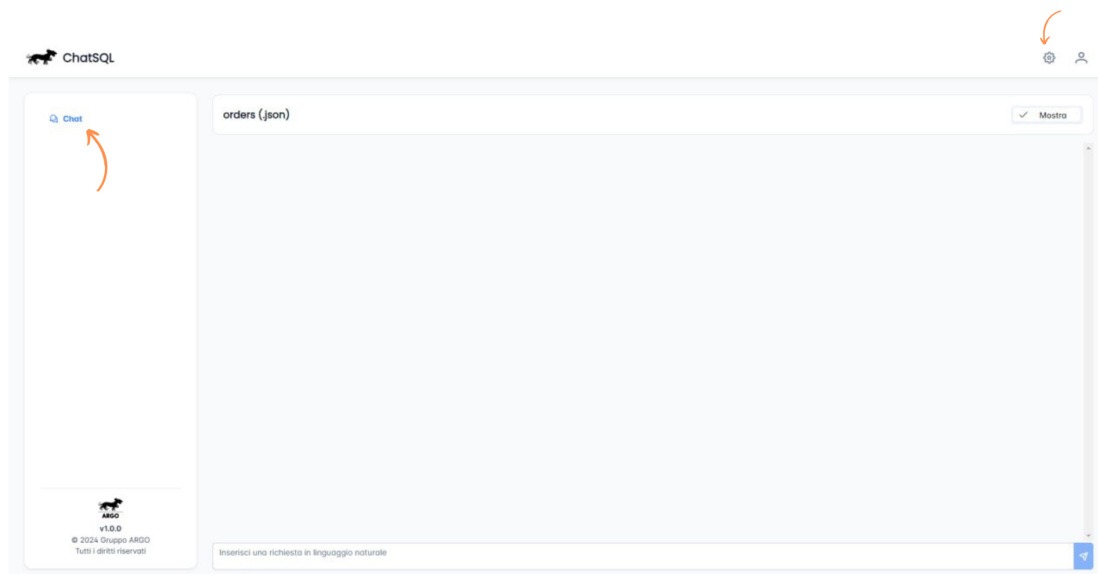 ChatSQL
Chat
orders (.json)
Mostra
ARGO
v1.0.0
© 2024 Gruppo ARGO
Tutti i diritti riservati
Inserisci una richiesta in linguaggio naturale